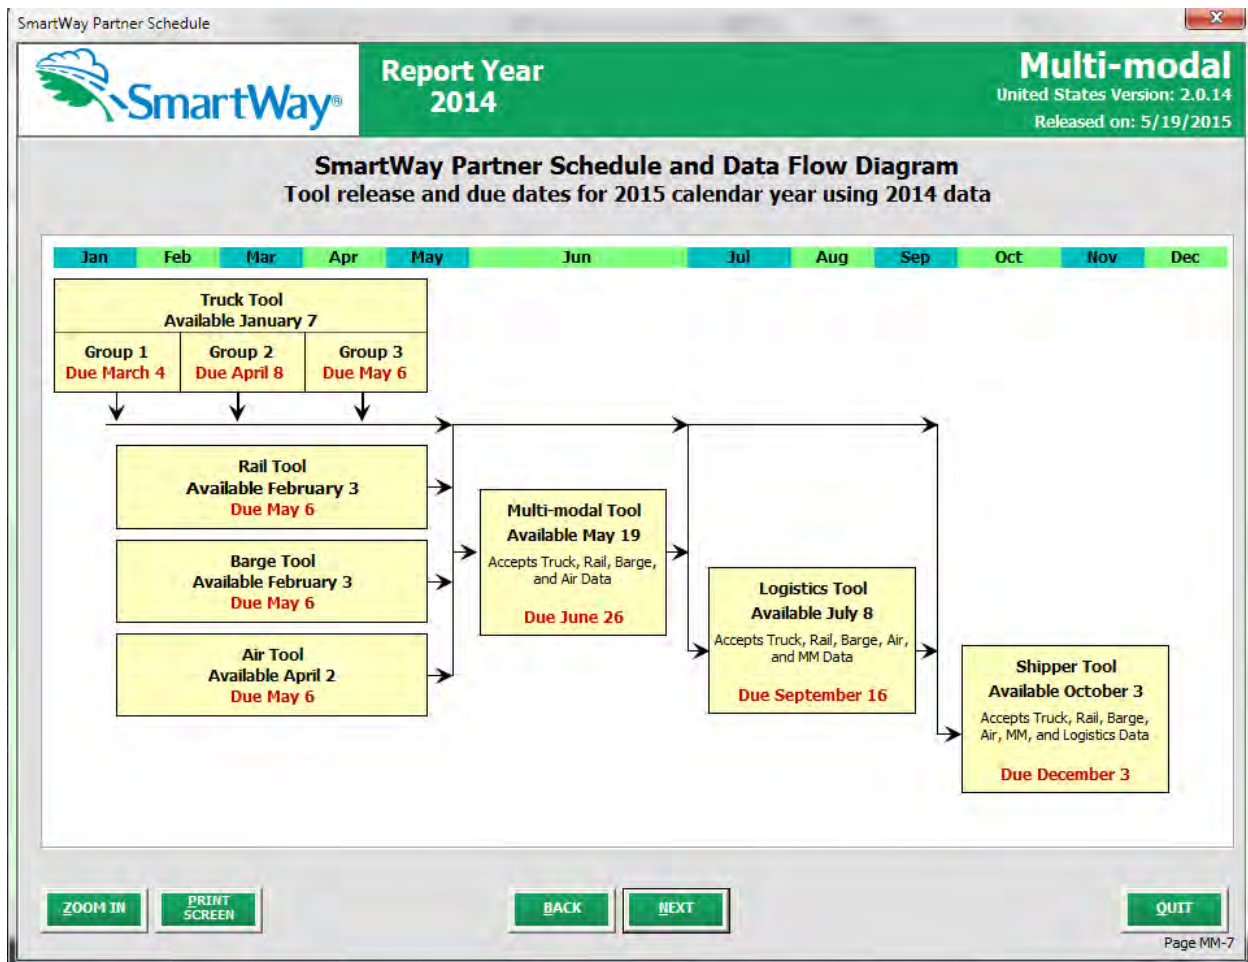 SmartWay Partner Schedule
x
SmartWay®
Report Year
2014
Multi-modal
United States Version: 2.0.14
Released on: 5/19/2015
SmartWay Partner Schedule and Data Flow Diagram
Tool release and due dates for 2015 calendar year using 2014 data
Jan Feb Mar Apr May Jun Jul Aug Sep Oct Nov Dec
Truck Tool
Available January 7
Group 1
Due March 4
Group 2
Due April 8
Group 3
Due May 6
Rail Tool
Available February 3
Due May 6
Barge Tool
Available February 3
Due May 6
Air Tool
Available April 2
Due May 6
Multi-modal Tool
Available May 19
Accepts Truck, Rail, Barge,
and Air Data
Due June 26
Logistics Tool
Available July 8
Accepts Truck, Rail, Barge, Air,
and MM Data
Due September 16
Shipper Tool
Available October 3
Accepts Truck, Rail, Barge,
Air, MM, and Logistics Data
Due December 3
ZOOM IN
PRINT
SCREEN
BACK
NEXT
QUIT
Page MM-7